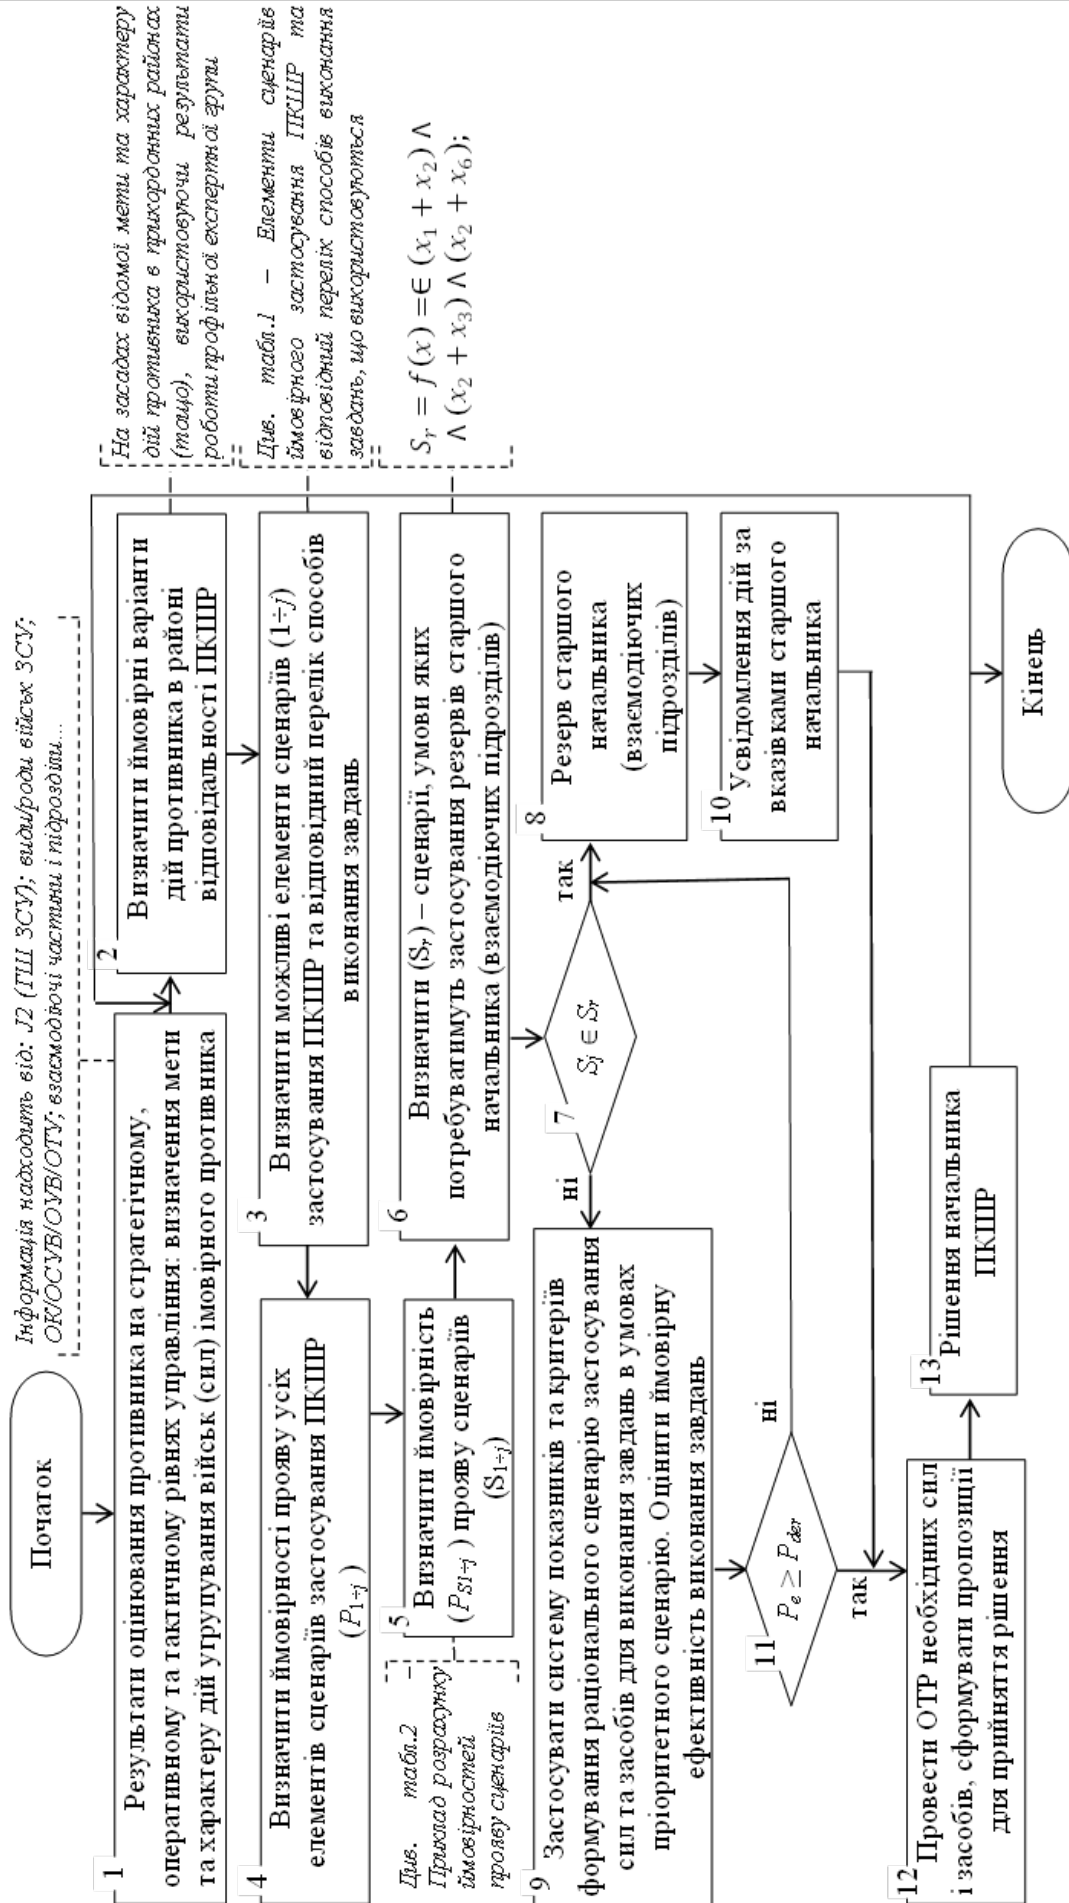 Початок
Інформація надходить від: J2 (ГШ ЗСУ); види/роди військ ЗСУ;
ОК/ОСУВ/ОУВ/ОТУ; взаємодіючі частини і підрозділи...
1
Результати оцінювання противника на стратегічному,
оперативному та тактичному рівнях управління: визначення мети
та характеру дій угрупування військ (сил) імовірного противника
2
Визначити ймовірні варіанти
дій противника в районі
відповідальності ПКШР
На засадах відомої мети та характеру
дій противника в прикордонних районах
(тощо), використовуючи результати
роботи профільної експертної групи
3
Визначити можливі елементи сценаріїв (1÷j)
застосування ПКШР та відповідний перелік способів
виконання завдань
Див. табл.1 – Елементи сценаріїв
ймовірного застосування ПКШР та
відповідний перелік способів виконання
завдань, що використовуються
4
Визначити ймовірності прояву усіх
елементів сценаріїв застосування ПКШР
(P₁÷ⱼ)
5
Визначити ймовірність
(P_S1÷j) прояву сценаріїв
(S₁÷ⱼ)
Див. табл.2 –
Приклад розрахунку
ймовірностей
прояву сценаріїв
6
Визначити (Sᵣ) – сценарії, умови яких
потребуватимуть застосування резервів старшого
начальника (взаємодіючих підрозділів)
Sᵣ = f(x) =∈ (x₁ + x₂) ∧
∧ (x₂ + x₃) ∧ (x₂ + x₆);
7
Sⱼ ∈ Sᵣ
ні
так
8
Резерв старшого
начальника
(взаємодіючих
підрозділів)
9
Застосувати систему показників та критеріїв
формування раціонального сценарію застосування
сил та засобів для виконання завдань в умовах
пріоритетного сценарію. Оцінити ймовірну
ефективність виконання завдань
10
Усвідомлення дій за
вказівками старшого
начальника
11
P_e ≥ P_der
ні
так
12
Провести ОТР необхідних сил
і засобів, сформувати пропозиції
для прийняття рішення
13
Рішення начальника
ПКШР
Кінець